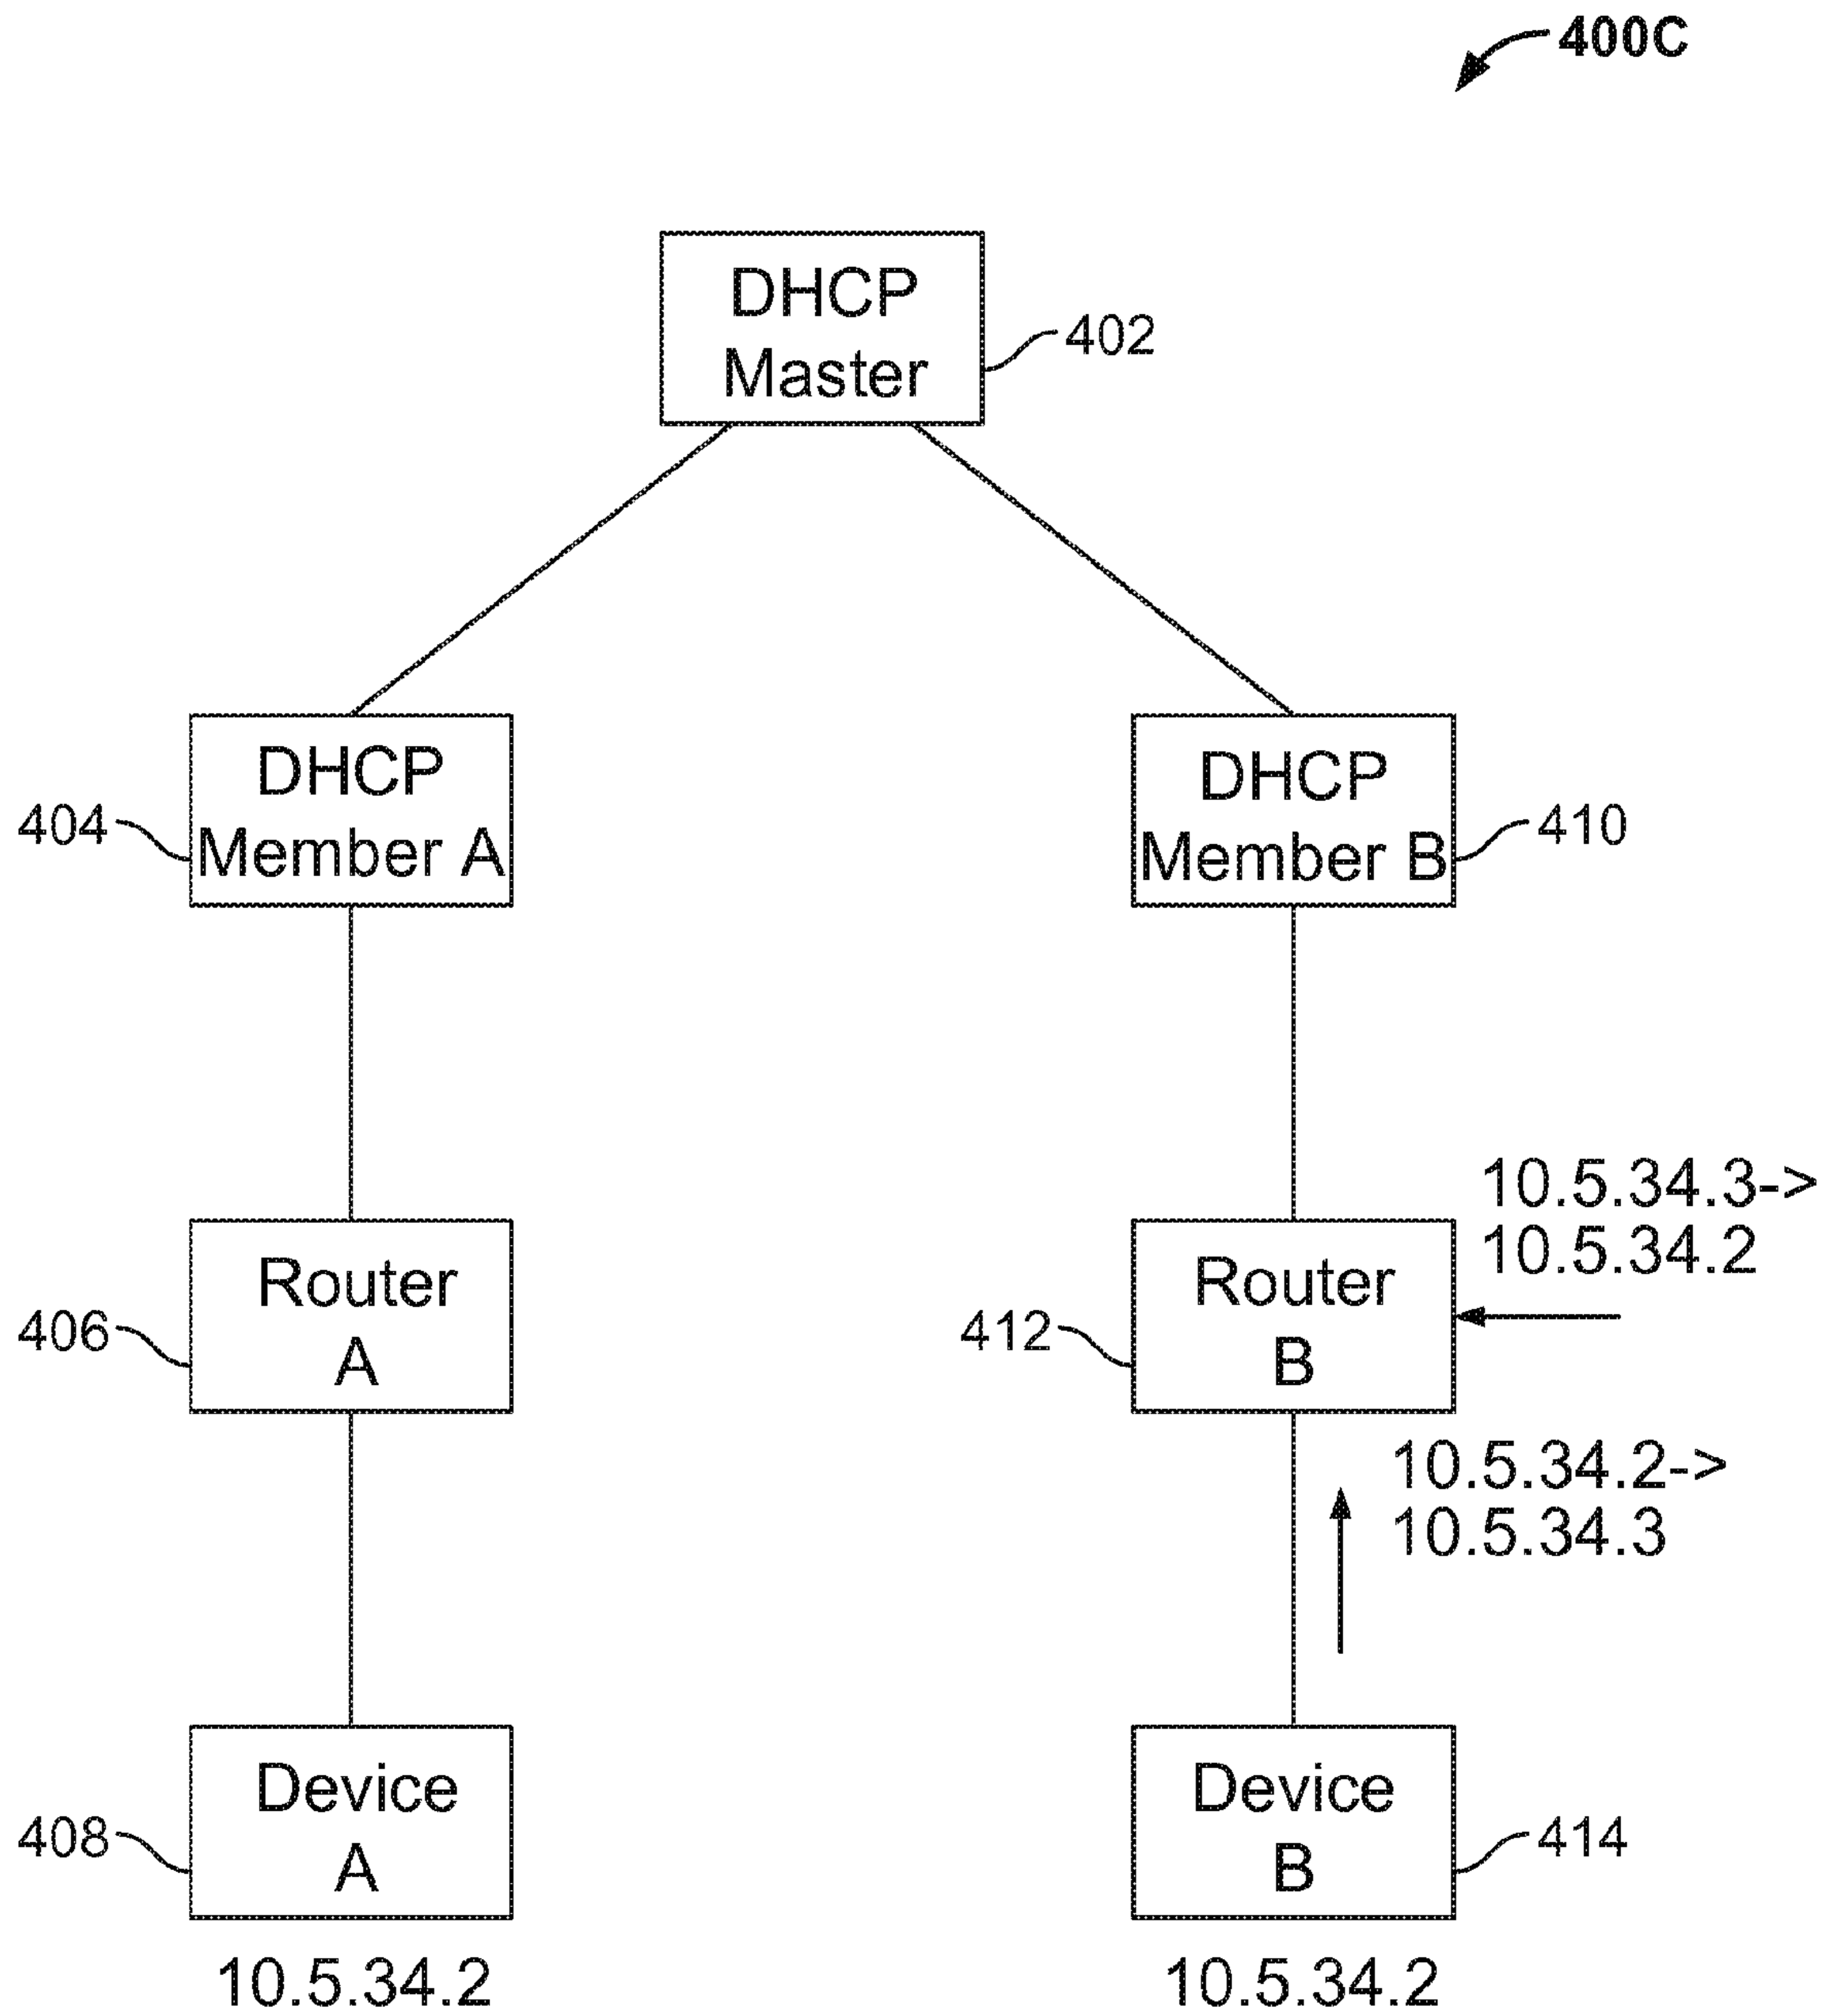 400C
DHCP
Master
402
DHCP
Member A
404
DHCP
Member B
410
Router
A
406
Router
B
412
10.5.34.3->
10.5.34.2
10.5.34.2->
10.5.34.3
Device
A
408
Device
B
414
10.5.34.2
10.5.34.2